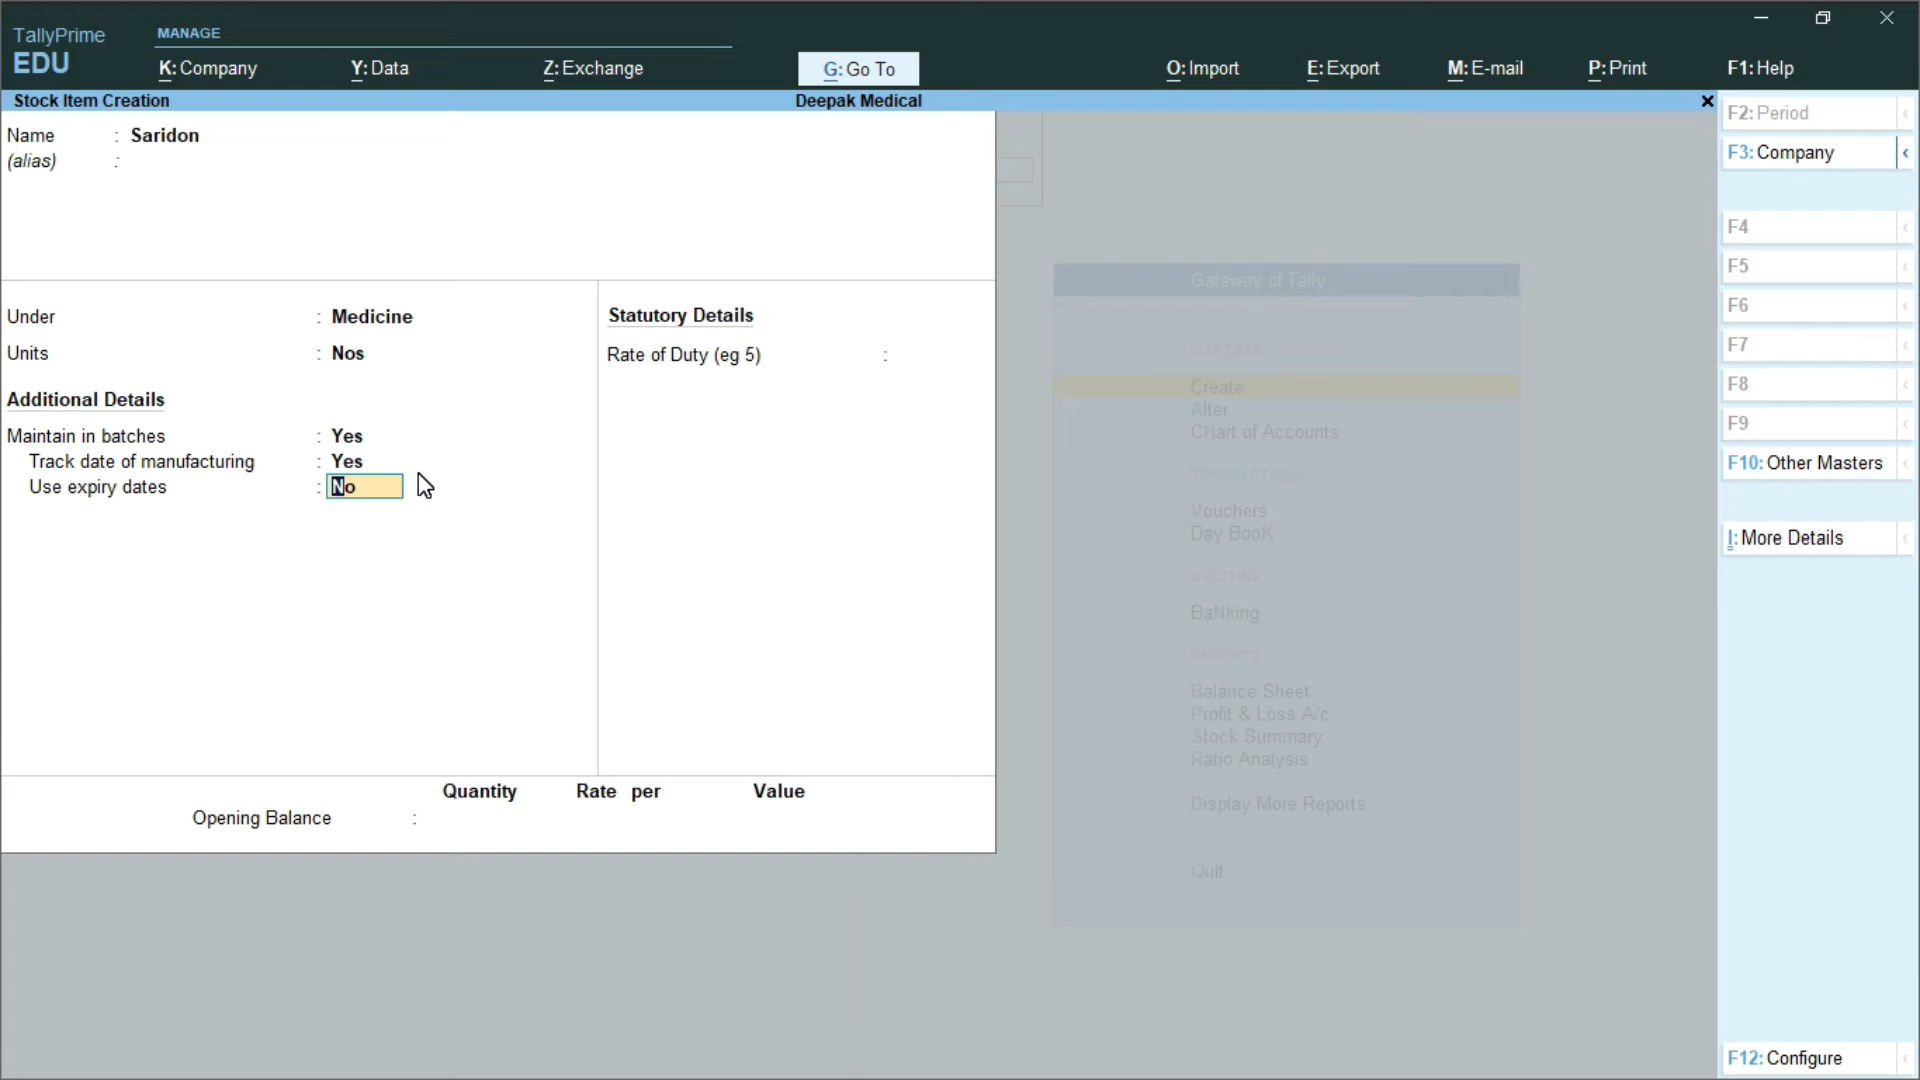 TallyPrime
EDU
MANAGE
K: Company
Y: Data
Z: Exchange
G: Go To
O: Import
E: Export
M: E-mail
P: Print
F1: Help
Stock Item Creation
Deepak Medical
Name : Saridon
(alias) :
Under : Medicine
Units : Nos
Additional Details
Maintain in batches : Yes
Track date of manufacturing : Yes
Use expiry dates : No
Statutory Details
Rate of Duty (eg 5) :
Quantity Rate per Value
Opening Balance :
Gateway of Tally
MASTERS
Create
Alter
CHart of Accounts
TRANSACTIONS
Vouchers
Day BooK
UTILITIES
BaNking
REPORTS
Balance Sheet
Profit & Loss A/c
Stock Summary
Ratio Analysis
Display More Reports
Quit
F2: Period
F3: Company
F4
F5
F6
F7
F8
F9
F10: Other Masters
I: More Details
F12: Configure